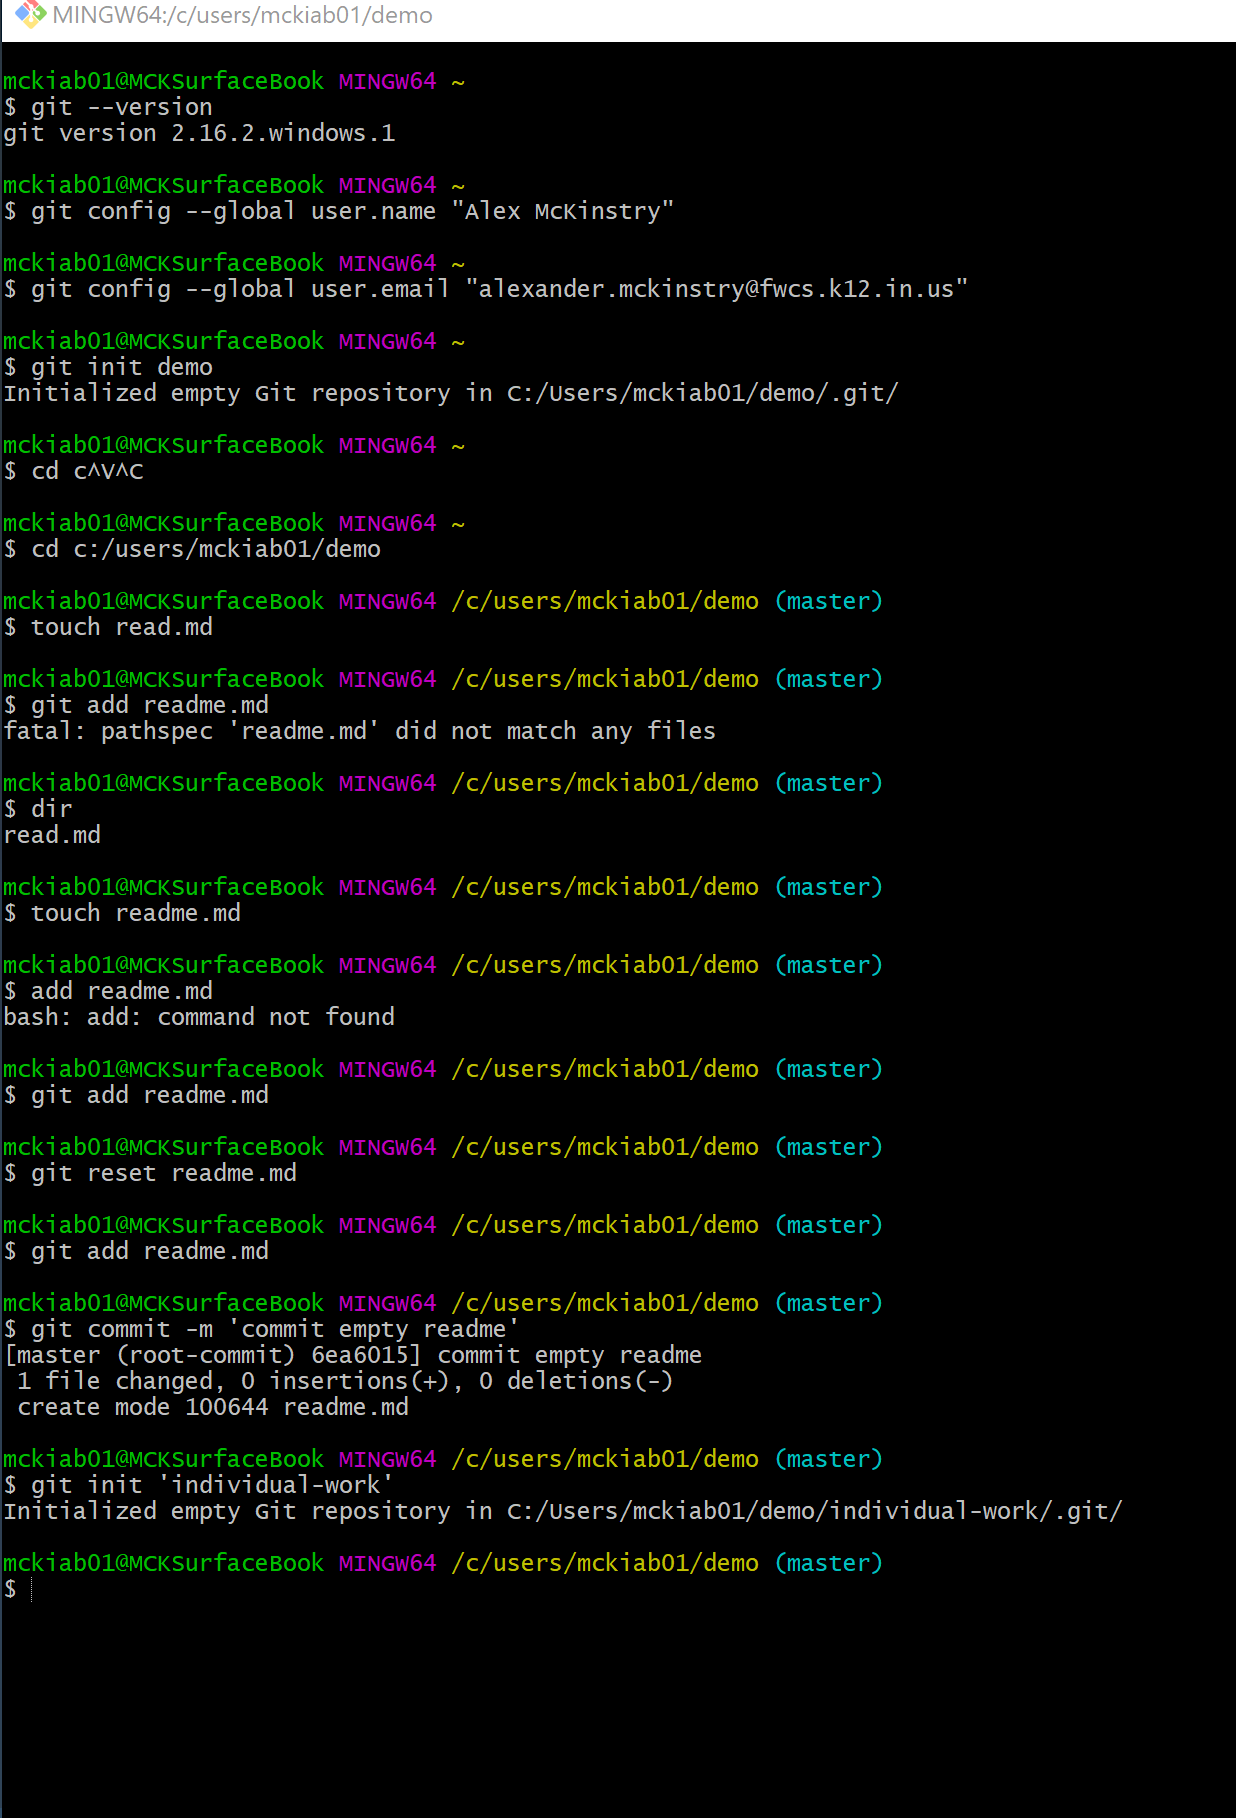 MINGW64:/c/users/mckiab01/demo
mckiab01@MCKSurfaceBook MINGW64 ~
$ git --version
git version 2.16.2.windows.1
mckiab01@MCKSurfaceBook MINGW64 ~
$ git config --global user.name "Alex McKinstry"
mckiab01@MCKSurfaceBook MINGW64 ~
$ git config --global user.email "alexander.mckinstry@fwcs.k12.in.us"
mckiab01@MCKSurfaceBook MINGW64 ~
$ git init demo
Initialized empty Git repository in C:/Users/mckiab01/demo/.git/
mckiab01@MCKSurfaceBook MINGW64 ~
$ cd c^V^C
mckiab01@MCKSurfaceBook MINGW64 ~
$ cd c:/users/mckiab01/demo
mckiab01@MCKSurfaceBook MINGW64 /c/users/mckiab01/demo (master)
$ touch read.md
mckiab01@MCKSurfaceBook MINGW64 /c/users/mckiab01/demo (master)
$ git add readme.md
fatal: pathspec 'readme.md' did not match any files
mckiab01@MCKSurfaceBook MINGW64 /c/users/mckiab01/demo (master)
$ dir
read.md
mckiab01@MCKSurfaceBook MINGW64 /c/users/mckiab01/demo (master)
$ touch readme.md
mckiab01@MCKSurfaceBook MINGW64 /c/users/mckiab01/demo (master)
$ add readme.md
bash: add: command not found
mckiab01@MCKSurfaceBook MINGW64 /c/users/mckiab01/demo (master)
$ git add readme.md
mckiab01@MCKSurfaceBook MINGW64 /c/users/mckiab01/demo (master)
$ git reset readme.md
mckiab01@MCKSurfaceBook MINGW64 /c/users/mckiab01/demo (master)
$ git add readme.md
mckiab01@MCKSurfaceBook MINGW64 /c/users/mckiab01/demo (master)
$ git commit -m 'commit empty readme'
[master (root-commit) 6ea6015] commit empty readme
 1 file changed, 0 insertions(+), 0 deletions(-)
 create mode 100644 readme.md
mckiab01@MCKSurfaceBook MINGW64 /c/users/mckiab01/demo (master)
$ git init 'individual-work'
Initialized empty Git repository in C:/Users/mckiab01/demo/individual-work/.git/
mckiab01@MCKSurfaceBook MINGW64 /c/users/mckiab01/demo (master)
$